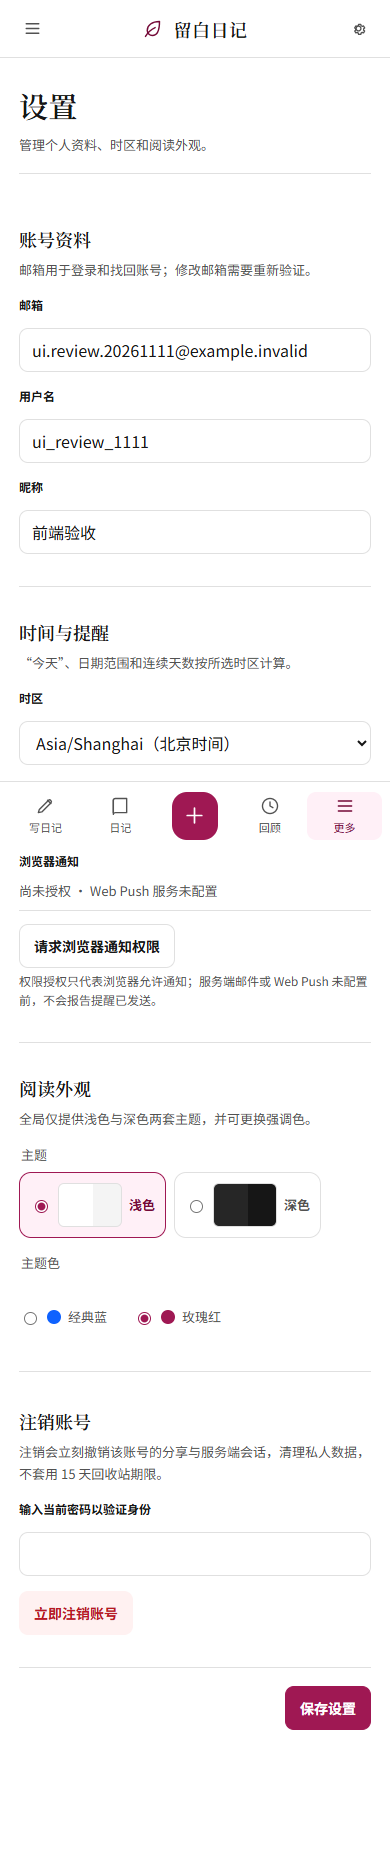 留白日记
设置
管理个人资料、时区和阅读外观。
账号资料
邮箱用于登录和找回账号；修改邮箱需要重新验证。
邮箱
ui.review.20261111@example.invalid
用户名
ui_review_1111
昵称
前端验收
时间与提醒
“今天”、日期范围和连续天数按所选时区计算。
时区
Asia/Shanghai（北京时间）
写日记
日记
回顾
更多
浏览器通知
尚未授权 · Web Push 服务未配置
请求浏览器通知权限
权限授权只代表浏览器允许通知；服务端邮件或 Web Push 未配置
前，不会报告提醒已发送。
阅读外观
全局仅提供浅色与深色两套主题，并可更换强调色。
主题
浅色
深色
主题色
经典蓝
玫瑰红
注销账号
注销会立刻撤销该账号的分享与服务端会话，清理私人数据，
不套用 15 天回收站期限。
输入当前密码以验证身份
立即注销账号
保存设置